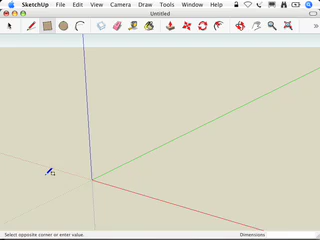 SketchUp File Edit View Camera Draw Tools Window Help
Untitled
Select opposite corner or enter value. Dimensions